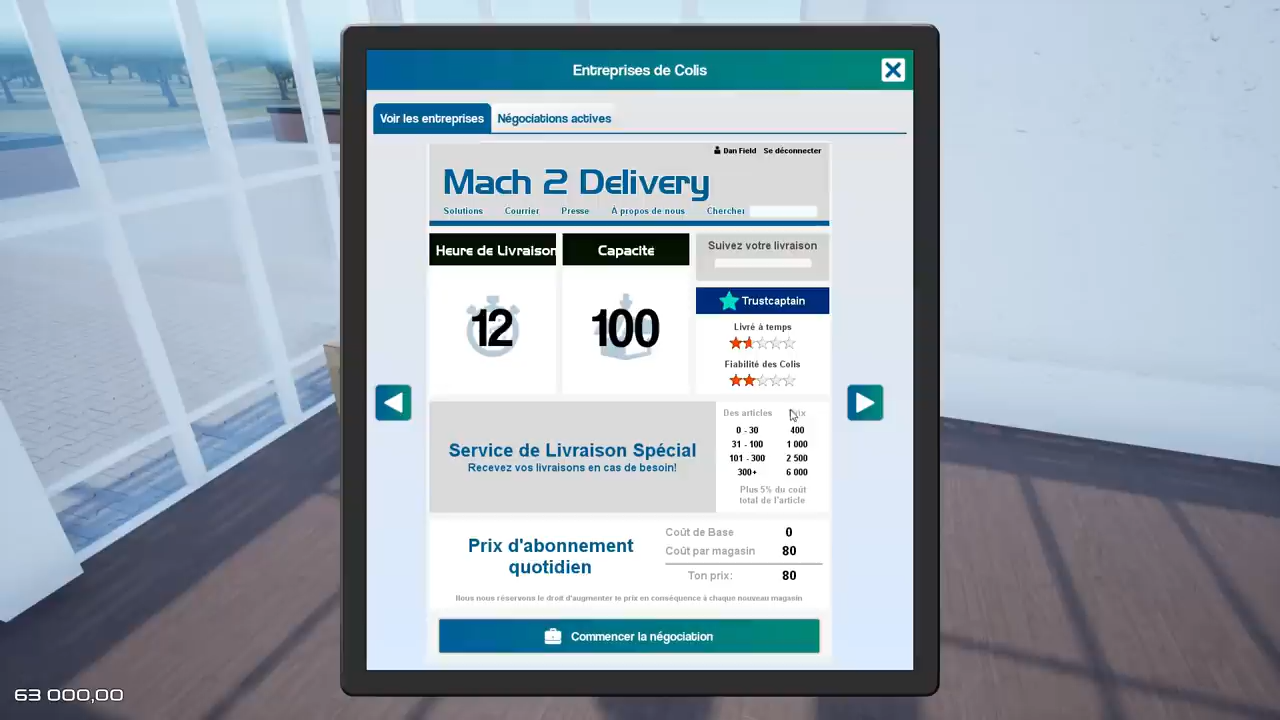 Entreprises de Colis
Voir les entreprises
Négociations actives
Dan Field Se déconnecter
Mach 2 Delivery
Solutions Courrier Presse À propos de nous Chercher
Heure de Livraison
Capacité
Suivez votre livraison
12
100
Trustcaptain
Livré à temps
Fiabilité des Colis
Service de Livraison Spécial
Recevez vos livraisons en cas de besoin!
Des articles
0 - 30 400
31 - 100 1 000
101 - 300 2 500
300+ 6 000
Plus 5% du coût
total de l'article
Prix d'abonnement
quotidien
Coût de Base 0
Coût par magasin 80
Ton prix: 80
Nous nous réservons le droit d'augmenter le prix en conséquence à chaque nouveau magasin
Commencer la négociation
63 000,00